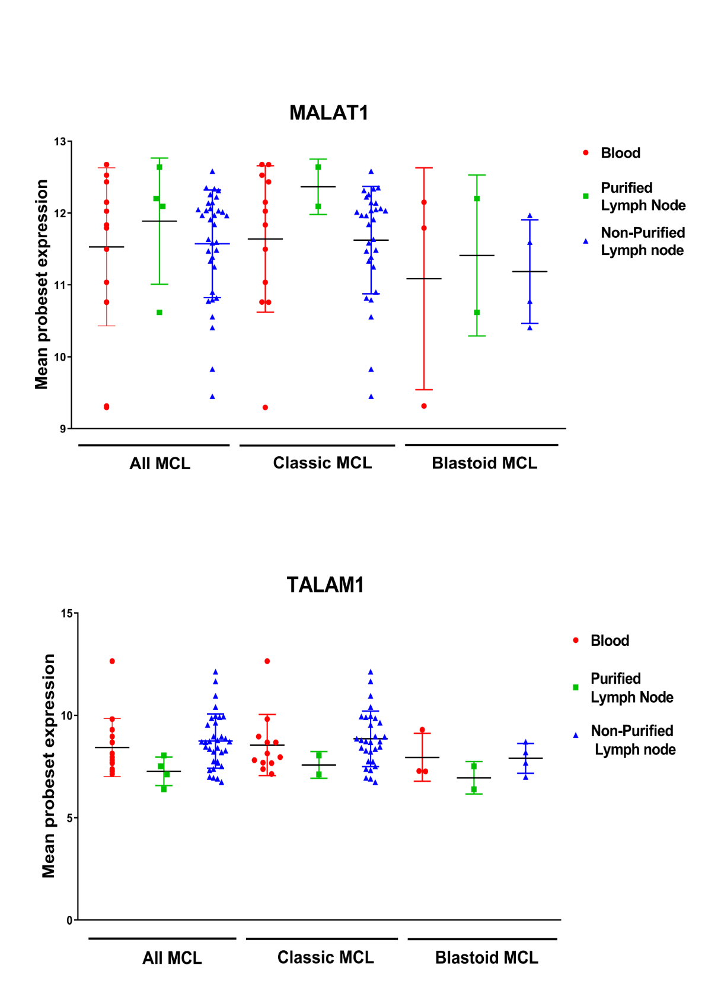 MALAT1
Mean probeset expression
13
12
11
10
9
All MCL
Classic MCL
Blastoid MCL
Blood
Purified
Lymph Node
Non-Purified
Lymph node
TALAM1
Mean probeset expression
15
10
5
0
All MCL
Classic MCL
Blastoid MCL
Blood
Purified
Lymph Node
Non-Purified
Lymph node